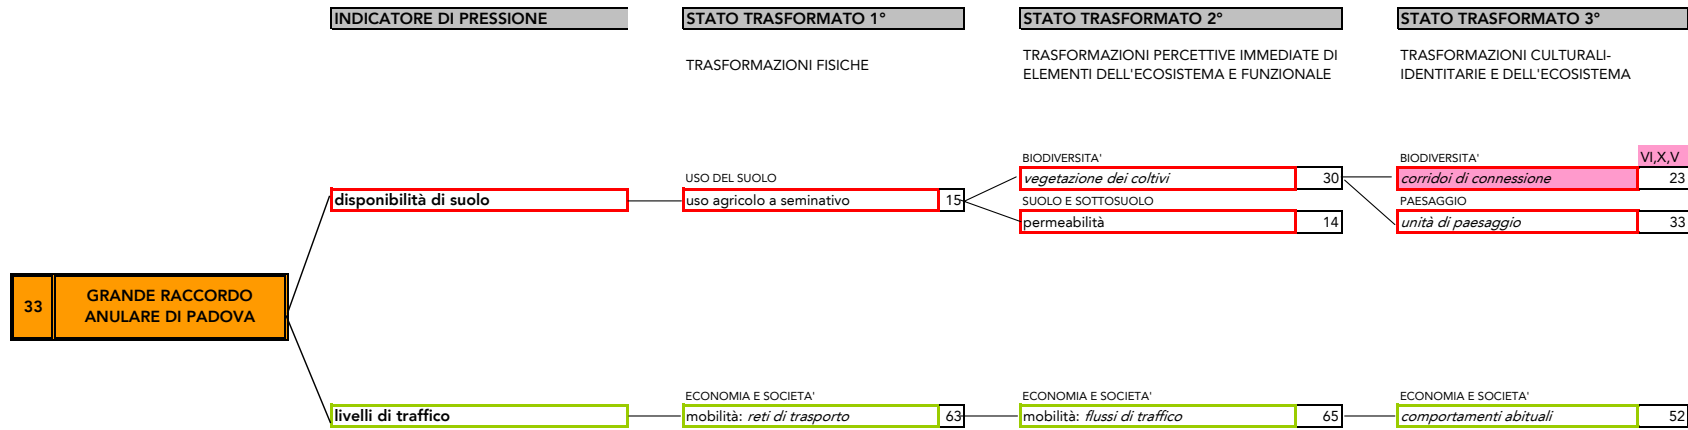 INDICATORE DI PRESSIONE
STATO TRASFORMATO 1°
STATO TRASFORMATO 2°
STATO TRASFORMATO 3°
TRASFORMAZIONI FISICHE
TRASFORMAZIONI PERCETTIVE IMMEDIATE DI
ELEMENTI DELL'ECOSISTEMA E FUNZIONALE
TRASFORMAZIONI CULTURALI-
IDENTITARIE E DELL'ECOSISTEMA
BIODIVERSITA'
BIODIVERSITA'
VI,X,V
USO DEL SUOLO
vegetazione dei coltivi 30
corridoi di connessione 23
disponibilità di suolo
uso agricolo a seminativo 15
SUOLO E SOTTOSUOLO
PAESAGGIO
permeabilità 14
unità di paesaggio 33
33
GRANDE RACCORDO
ANULARE DI PADOVA
ECONOMIA E SOCIETA'
ECONOMIA E SOCIETA'
ECONOMIA E SOCIETA'
livelli di traffico
mobilità: reti di trasporto 63
mobilità: flussi di traffico 65
comportamenti abituali 52